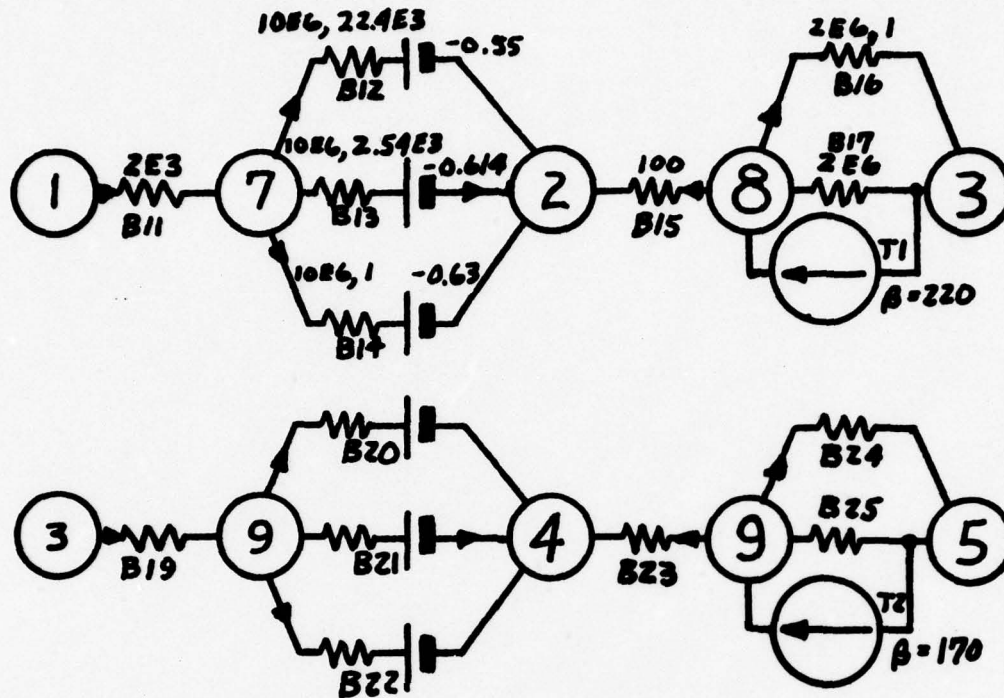 10E6, 22.4E3
-0.55
2E6, 1
B12
B16
10E6, 2.54E3
B17
2E3
-0.614
100
2E6
1
7
2
8
3
B11
B13
B15
T1
10E6, 1
-0.63
β=220
B14
B20
B24
B25
3
9
4
9
5
B19
B21
B23
T2
B22
β=170